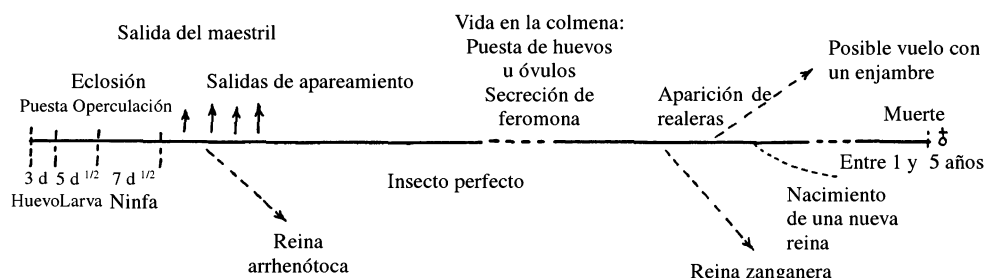 Salida del maestril
Eclosión
Puesta Operculación
Salidas de apareamiento
Vida en la colmena:
Puesta de huevos
u óvulos
Secreción de
feromona
Aparición de
realeras
Posible vuelo con
un enjambre
Muerte
3 d 5 d 1/2 7 d 1/2
HuevoLarva Ninfa
Insecto perfecto
Entre 1 y 5 años
Nacimiento
de una nueva
reina
Reina
arrhenótoca
Reina zanganera